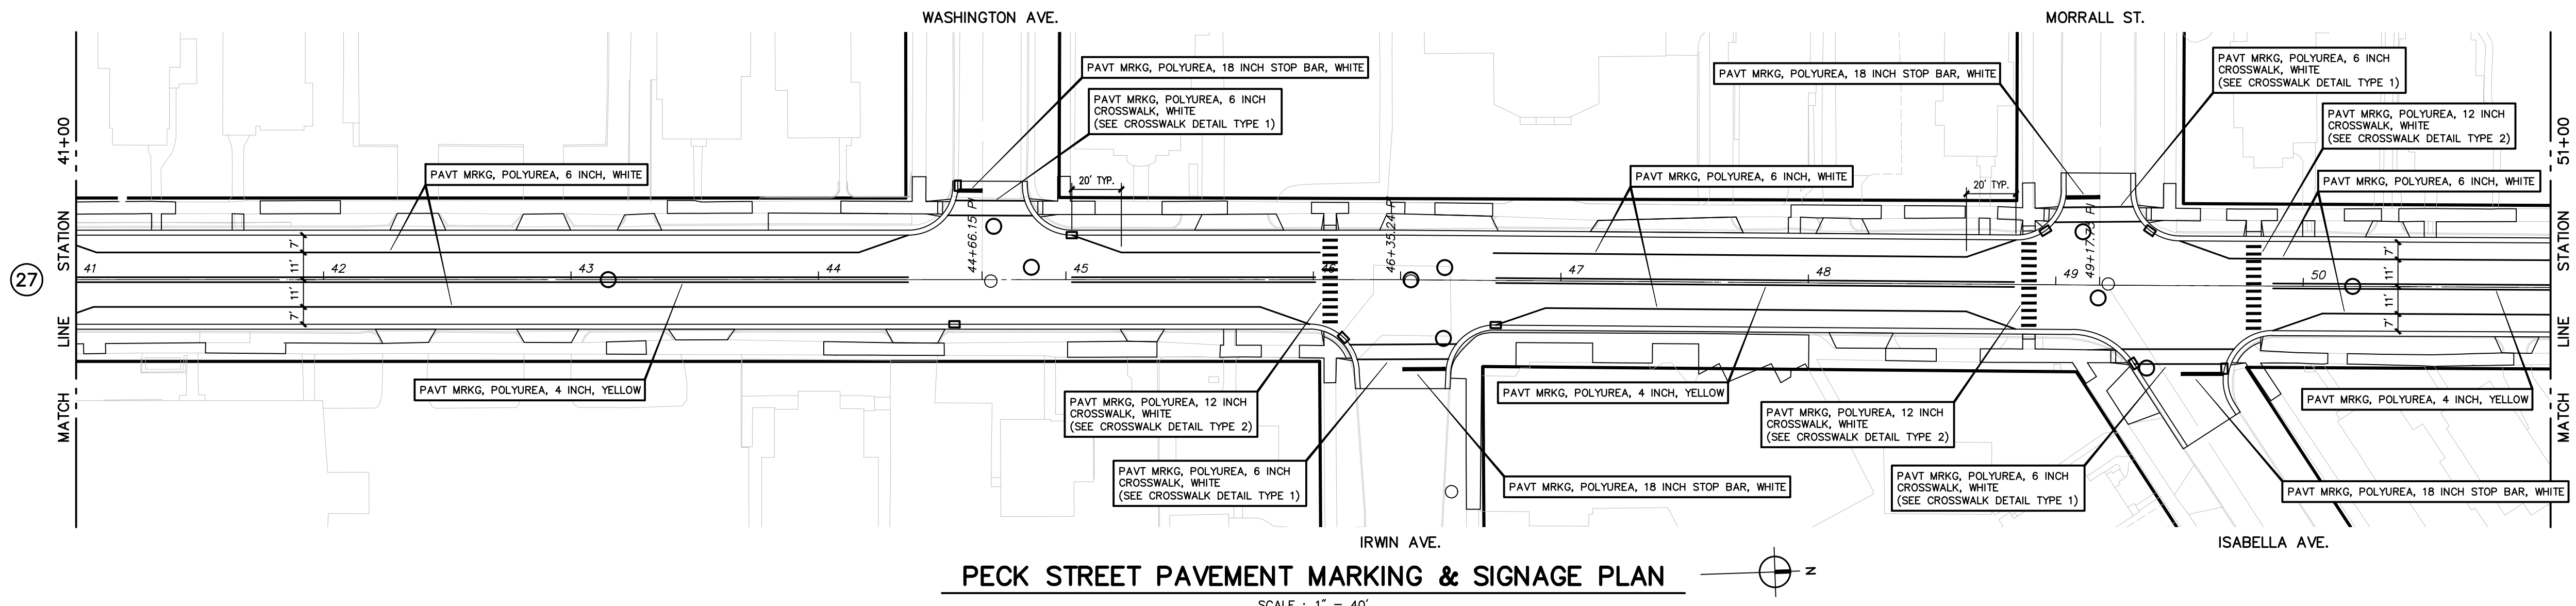 WASHINGTON AVE.
MORRALL ST.
PAVT MRKG, POLYUREA, 18 INCH STOP BAR, WHITE
PAVT MRKG, POLYUREA, 6 INCH
CROSSWALK, WHITE
(SEE CROSSWALK DETAIL TYPE 1)
PAVT MRKG, POLYUREA, 18 INCH STOP BAR, WHITE
PAVT MRKG, POLYUREA, 6 INCH
CROSSWALK, WHITE
(SEE CROSSWALK DETAIL TYPE 1)
PAVT MRKG, POLYUREA, 12 INCH
CROSSWALK, WHITE
(SEE CROSSWALK DETAIL TYPE 2)
PAVT MRKG, POLYUREA, 6 INCH, WHITE
PAVT MRKG, POLYUREA, 6 INCH, WHITE
PAVT MRKG, POLYUREA, 6 INCH, WHITE
20' TYP.
20' TYP.
MATCH LINE STATION 41+00
MATCH LINE STATION 51+00
27
7'
11'
11'
7'
41
42
43
44
44+66.15 PI
45
46
46+35.24 PI
47
48
49
49+17.73 PI
50
7'
11'
11'
7'
PAVT MRKG, POLYUREA, 4 INCH, YELLOW
PAVT MRKG, POLYUREA, 12 INCH
CROSSWALK, WHITE
(SEE CROSSWALK DETAIL TYPE 2)
PAVT MRKG, POLYUREA, 4 INCH, YELLOW
PAVT MRKG, POLYUREA, 12 INCH
CROSSWALK, WHITE
(SEE CROSSWALK DETAIL TYPE 2)
PAVT MRKG, POLYUREA, 4 INCH, YELLOW
PAVT MRKG, POLYUREA, 6 INCH
CROSSWALK, WHITE
(SEE CROSSWALK DETAIL TYPE 1)
PAVT MRKG, POLYUREA, 18 INCH STOP BAR, WHITE
PAVT MRKG, POLYUREA, 6 INCH
CROSSWALK, WHITE
(SEE CROSSWALK DETAIL TYPE 1)
PAVT MRKG, POLYUREA, 18 INCH STOP BAR, WHITE
IRWIN AVE.
ISABELLA AVE.
PECK STREET PAVEMENT MARKING & SIGNAGE PLAN
N
SCALE : 1" = 40'